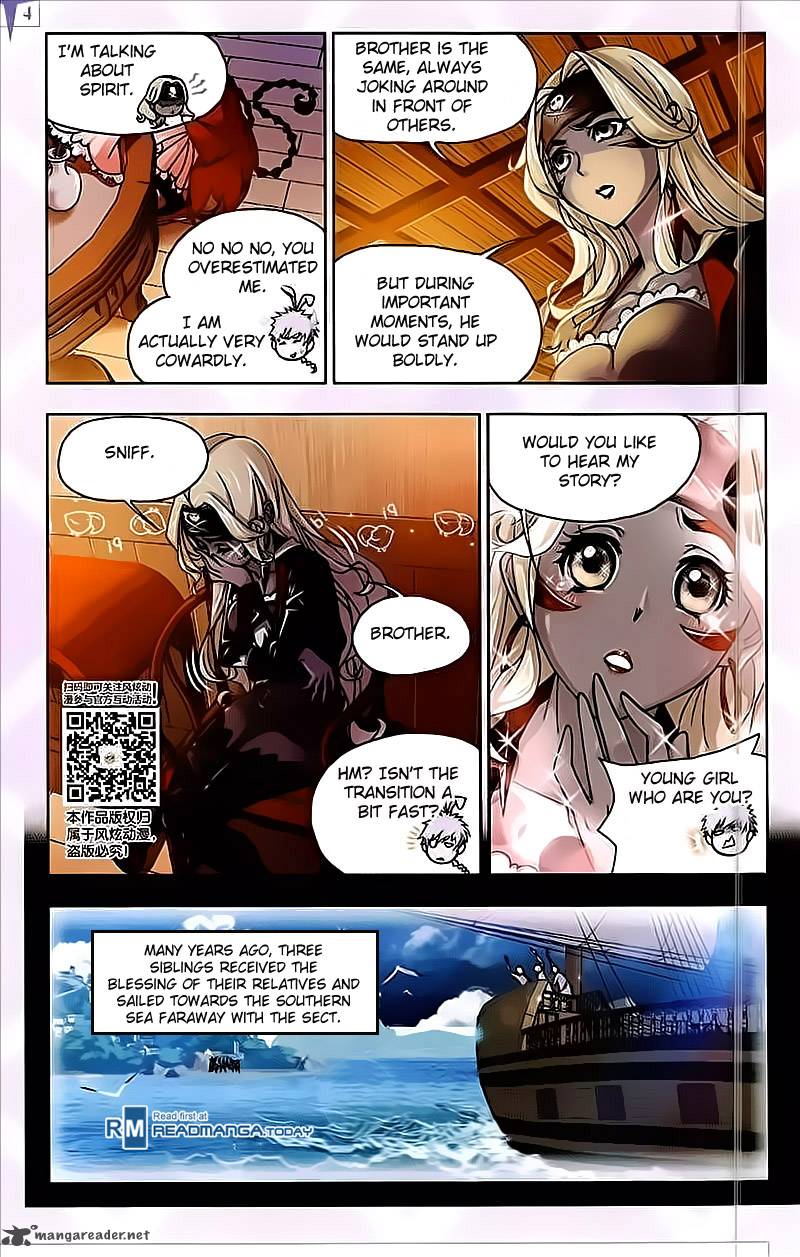 4
I'M TALKING
ABOUT
SPIRIT.
NO NO NO, YOU
OVERESTIMATED
ME.
I AM
ACTUALLY VERY
COWARDLY.
BROTHER IS THE
SAME, ALWAYS
JOKING AROUND
IN FRONT OF
OTHERS.
BUT DURING
IMPORTANT
MOMENTS, HE
WOULD STAND UP
BOLDLY.
SNIFF.
BROTHER.
HM? ISN'T THE
TRANSITION A
BIT FAST?
扫码即可关注风炫动
漫参与官方互动活动!
本作品版权归
属于风炫动漫,
盗版必究!
WOULD YOU LIKE
TO HEAR MY
STORY?
YOUNG GIRL
WHO ARE YOU?
MANY YEARS AGO, THREE
SIBLINGS RECEIVED THE
BLESSING OF THEIR RELATIVES AND
SAILED TOWARDS THE SOUTHERN
SEA FARAWAY WITH THE SECT.
RM Read first at
READMANGA.TODAY
mangareader.net